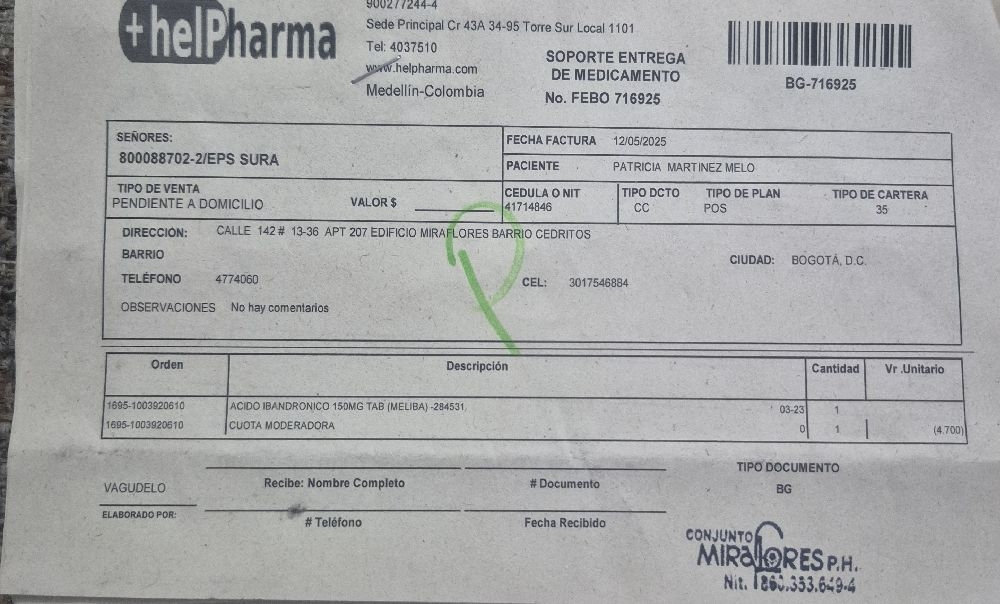 +helPharma
900277244-4
Sede Principal Cr 43A 34-95 Torre Sur Local 1101
Tel: 4037510
www.helpharma.com
Medellín-Colombia
SOPORTE ENTREGA
DE MEDICAMENTO
No. FEBO 716925
BG-716925
SEÑORES:
800088702-2/EPS SURA
FECHA FACTURA 12/05/2025
PACIENTE PATRICIA MARTINEZ MELO
TIPO DE VENTA
PENDIENTE A DOMICILIO
VALOR $
CEDULA O NIT
41714846
TIPO DCTO
CC
TIPO DE PLAN
POS
TIPO DE CARTERA
35
DIRECCIÓN: CALLE 142 # 13-36 APT 207 EDIFICIO MIRAFLORES BARRIO CEDRITOS
BARRIO
CIUDAD: BOGOTÁ, D.C.
TELÉFONO 4774060
CEL: 3017546884
OBSERVACIONES No hay comentarios
P
Orden Descripción Cantidad Vr .Unitario
1695-1003920610 ACIDO IBANDRONICO 150MG TAB (MELIBA) -284531, 03-23 1
1695-1003920610 CUOTA MODERADORA 0 1 (4.700)
VAGUDELO
ELABORADO POR:
Recibe: Nombre Completo
# Documento
# Teléfono
Fecha Recibido
TIPO DOCUMENTO
BG
CONJUNTO
MIRAFLORES P.H.
Nit. 860.353.649-4